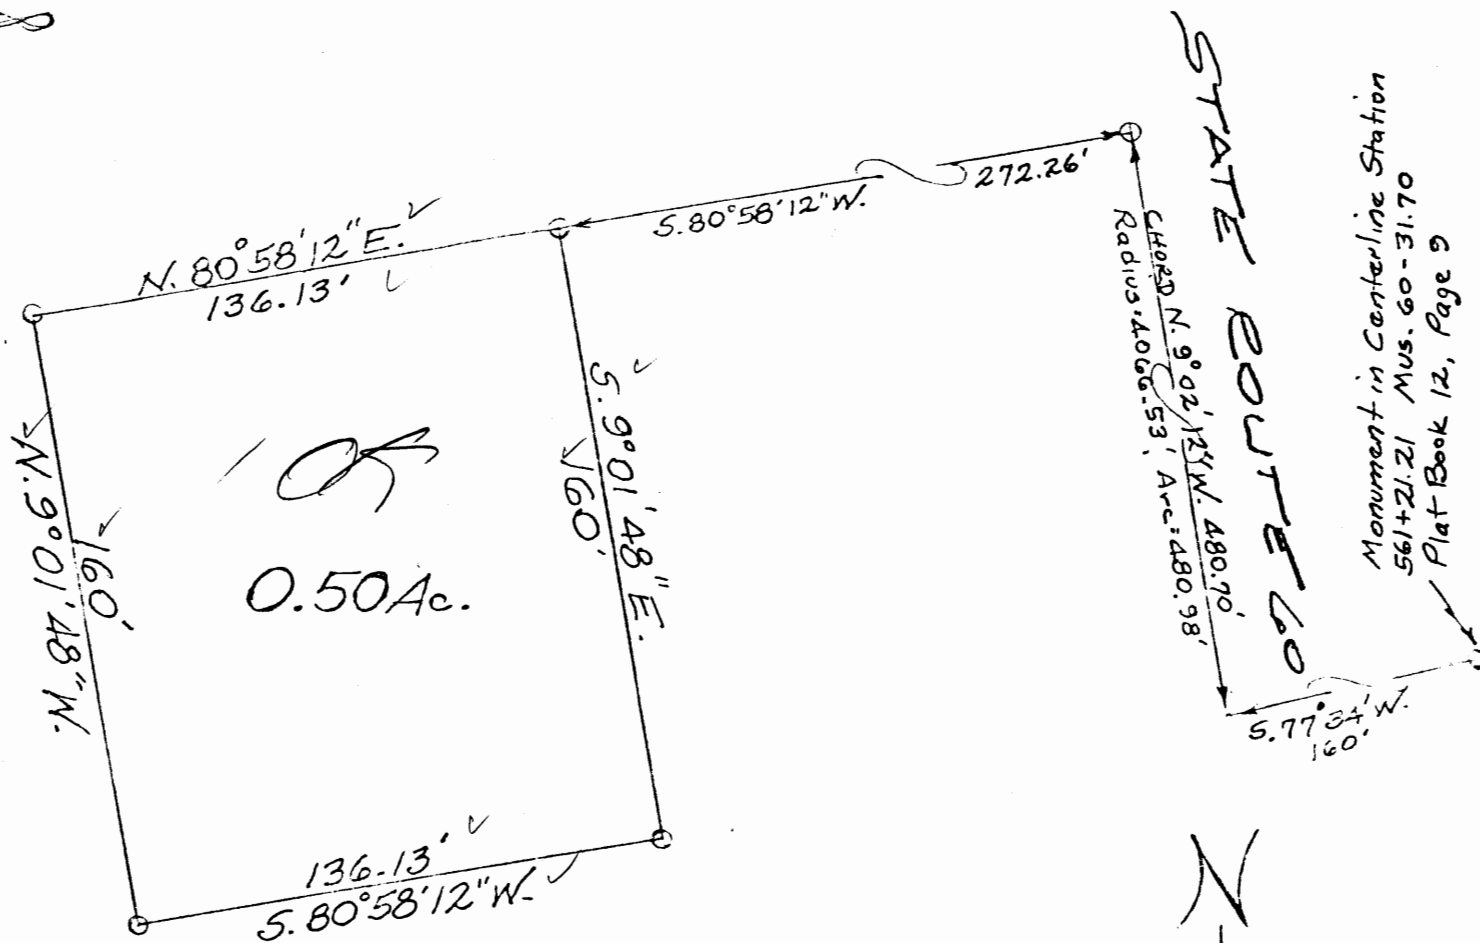 STATE ROUTE 60
Monument in Centerline Station
561+21.21 Mus. 60-31.70
Plat Book 12, Page 9
272.26'
S. 80°58'12" W.
N. 80°58'12" E.
136.13'
CHORD N. 9°02'12" W. 480.70'
Radius: 4066.53', Arc: 480.98'
S. 9°01'48" E.
160'
N. 9°01'48" W.
160'
OK
0.50 Ac.
S. 77°34' W.
160'
136.13'
S. 80°58'12" W.
N